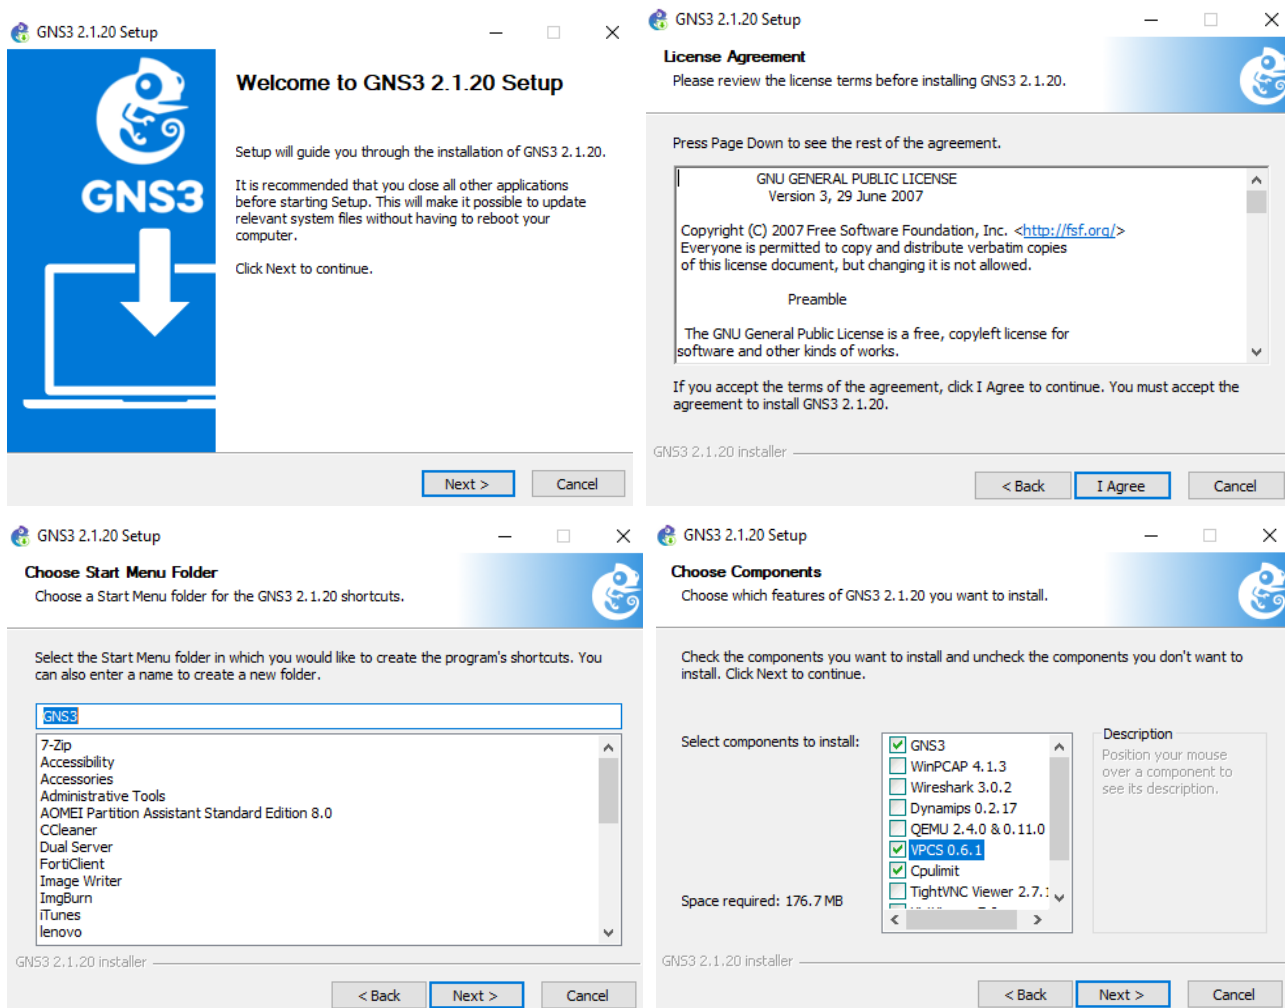 GNS3 2.1.20 Setup
GNS3
Welcome to GNS3 2.1.20 Setup
Setup will guide you through the installation of GNS3 2.1.20.
It is recommended that you close all other applications
before starting Setup. This will make it possible to update
relevant system files without having to reboot your
computer.
Click Next to continue.
Next >
Cancel
GNS3 2.1.20 Setup
License Agreement
Please review the license terms before installing GNS3 2.1.20.
Press Page Down to see the rest of the agreement.
GNU GENERAL PUBLIC LICENSE
Version 3, 29 June 2007
Copyright (C) 2007 Free Software Foundation, Inc. <http://fsf.org/>
Everyone is permitted to copy and distribute verbatim copies
of this license document, but changing it is not allowed.
Preamble
The GNU General Public License is a free, copyleft license for
software and other kinds of works.
If you accept the terms of the agreement, click I Agree to continue. You must accept the
agreement to install GNS3 2.1.20.
GNS3 2.1.20 installer
< Back
I Agree
Cancel
GNS3 2.1.20 Setup
Choose Start Menu Folder
Choose a Start Menu folder for the GNS3 2.1.20 shortcuts.
Select the Start Menu folder in which you would like to create the program's shortcuts. You
can also enter a name to create a new folder.
GNS3
7-Zip
Accessibility
Accessories
Administrative Tools
AOMEI Partition Assistant Standard Edition 8.0
CCleaner
Dual Server
FortiClient
Image Writer
ImgBurn
iTunes
lenovo
GNS3 2.1.20 installer
< Back
Next >
Cancel
GNS3 2.1.20 Setup
Choose Components
Choose which features of GNS3 2.1.20 you want to install.
Check the components you want to install and uncheck the components you don't want to
install. Click Next to continue.
Select components to install:
GNS3
WinPCAP 4.1.3
Wireshark 3.0.2
Dynamips 0.2.17
QEMU 2.4.0 & 0.11.0
VPCS 0.6.1
Cpulimit
TightVNC Viewer 2.7.1
Space required: 176.7 MB
Description
Position your mouse
over a component to
see its description.
GNS3 2.1.20 installer
< Back
Next >
Cancel